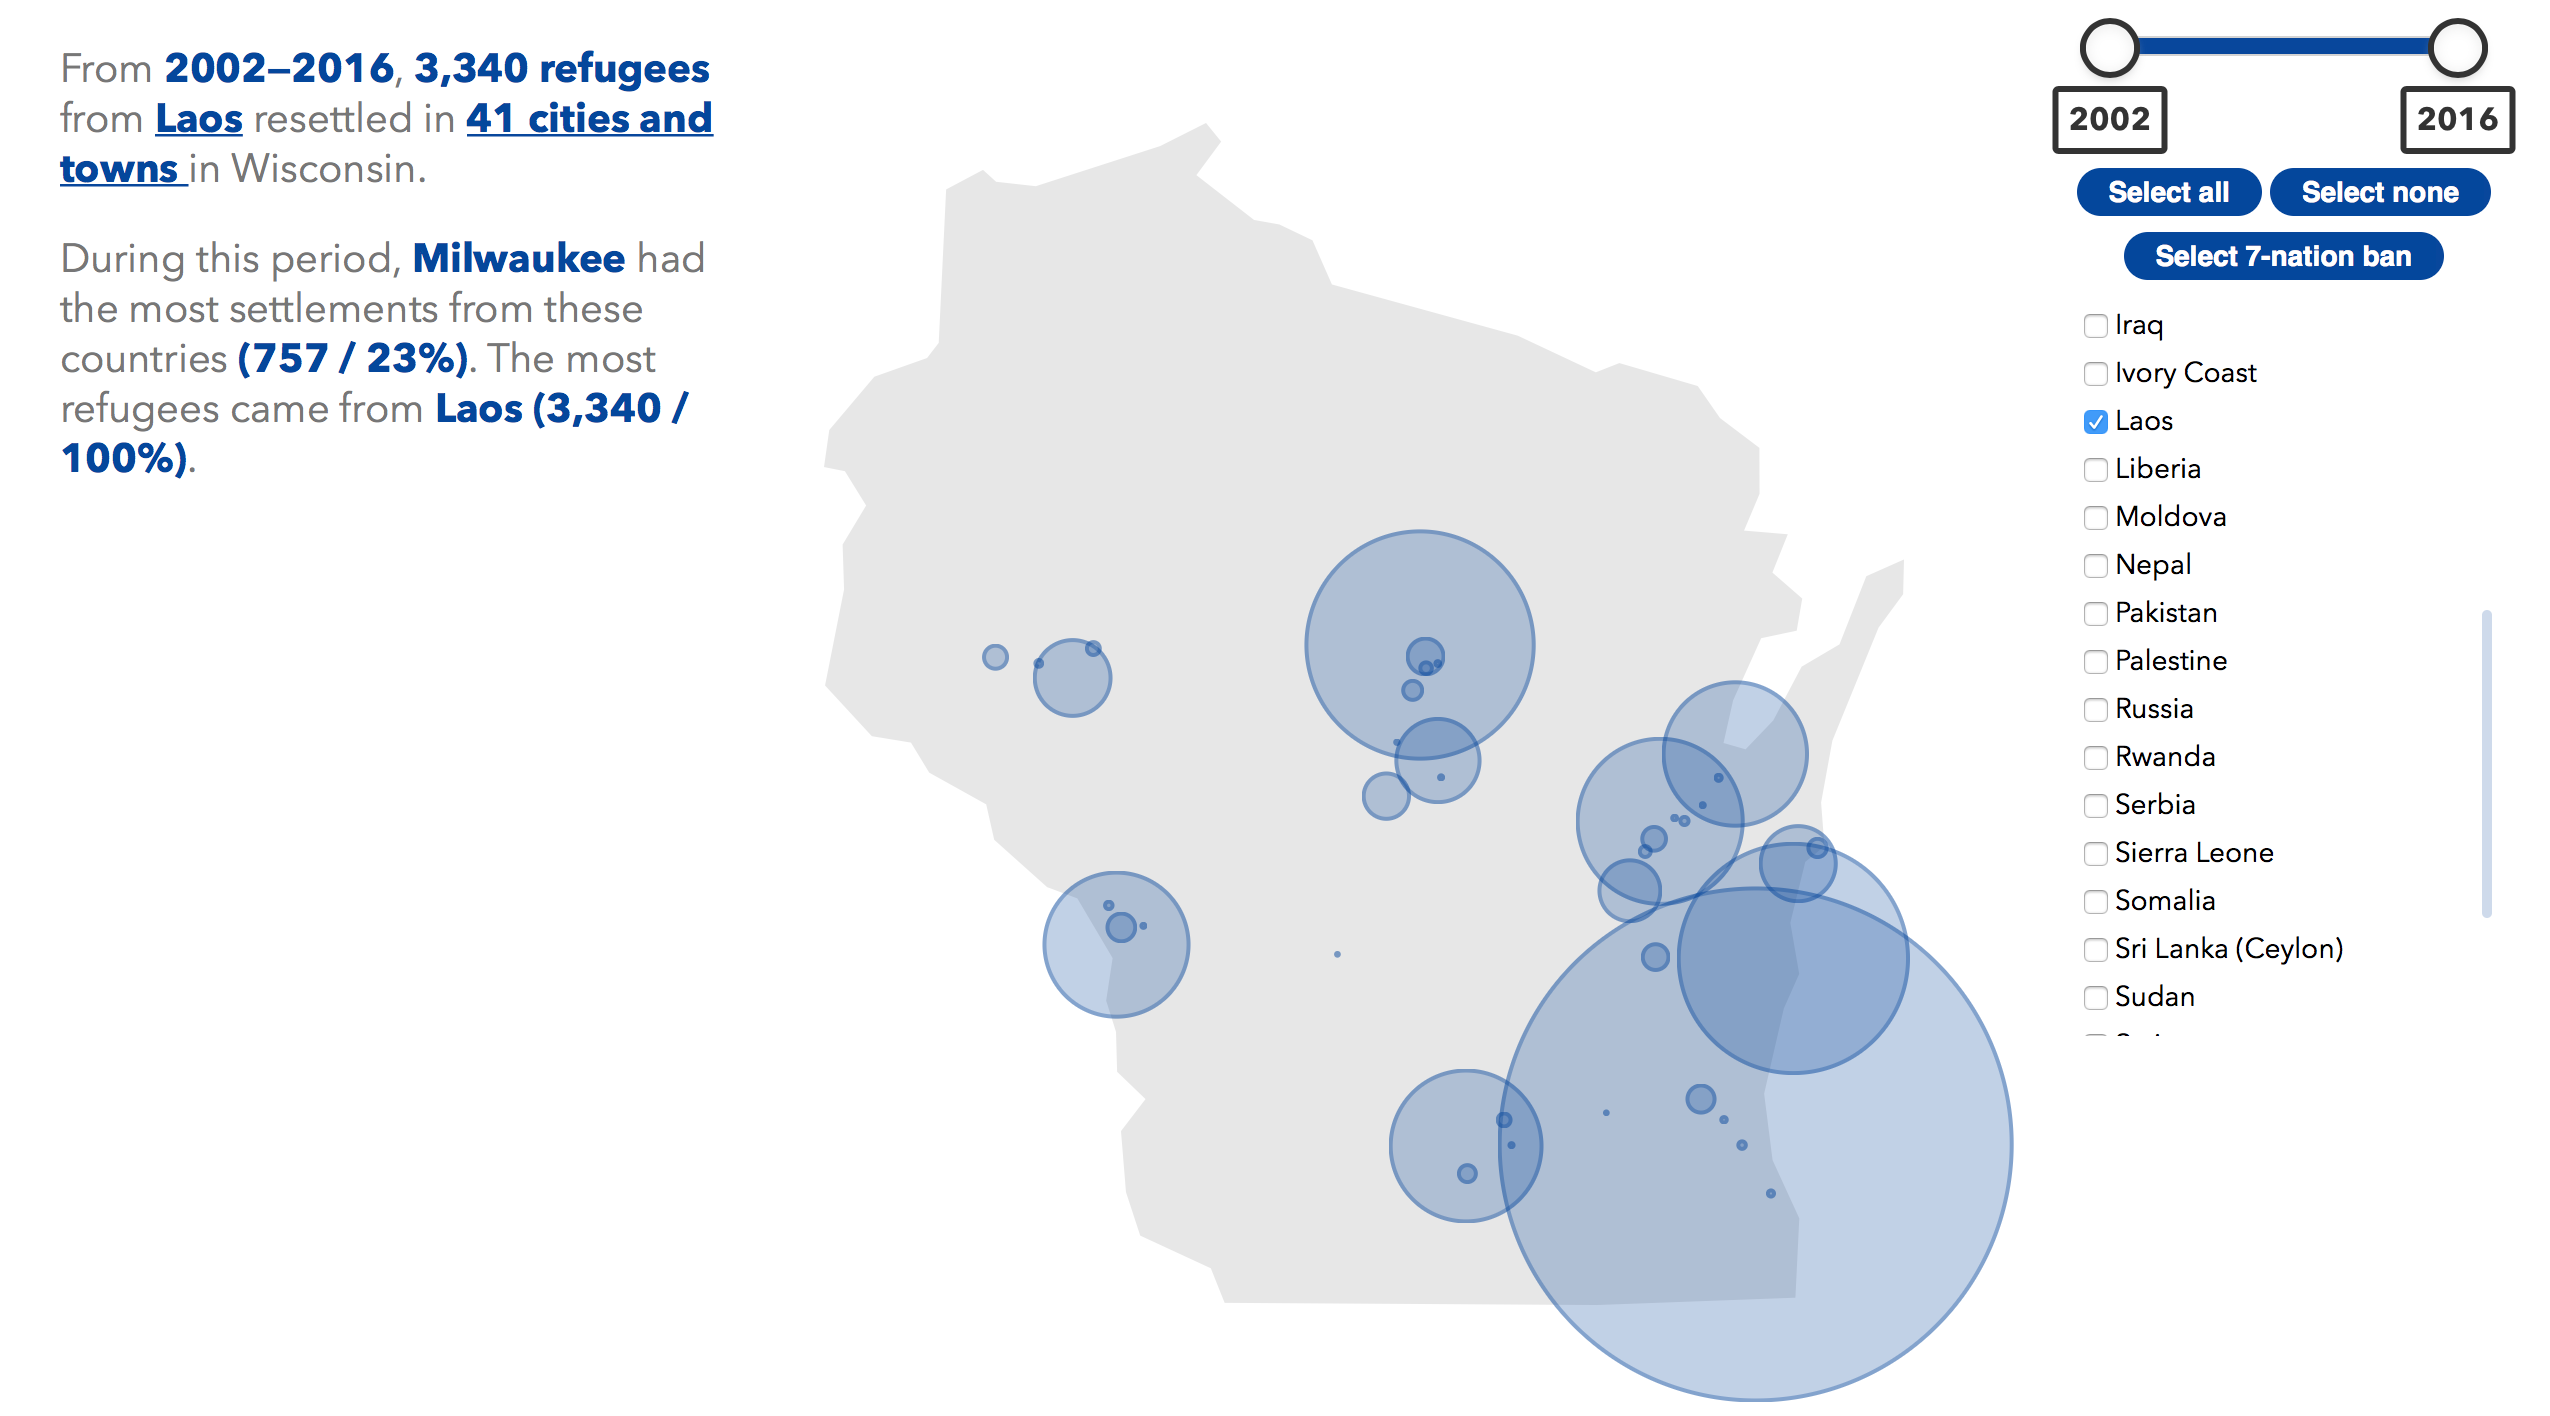 From 2002–2016, 3,340 refugees
from Laos resettled in 41 cities and
towns in Wisconsin.
During this period, Milwaukee had
the most settlements from these
countries (757 / 23%). The most
refugees came from Laos (3,340 /
100%).
2002
2016
Select all
Select none
Select 7-nation ban
Iraq
Ivory Coast
Laos
Liberia
Moldova
Nepal
Pakistan
Palestine
Russia
Rwanda
Serbia
Sierra Leone
Somalia
Sri Lanka (Ceylon)
Sudan